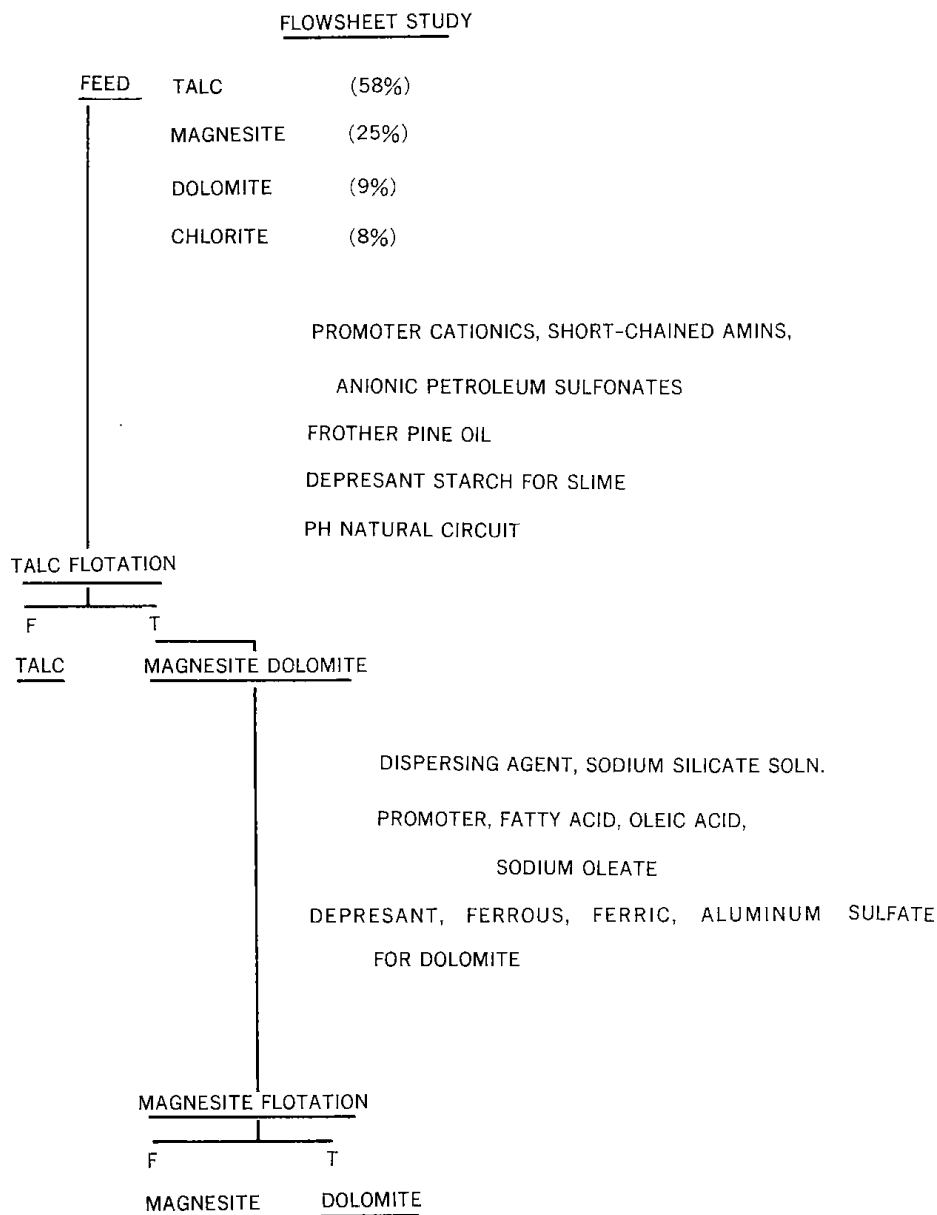 FLOWSHEET STUDY
FEED TALC (58%)
MAGNESITE (25%)
DOLOMITE (9%)
CHLORITE (8%)
PROMOTER CATIONICS, SHORT-CHAINED AMINS,
ANIONIC PETROLEUM SULFONATES
FROTHER PINE OIL
DEPRESANT STARCH FOR SLIME
PH NATURAL CIRCUIT
TALC FLOTATION
F T
TALC MAGNESITE DOLOMITE
DISPERSING AGENT, SODIUM SILICATE SOLN.
PROMOTER, FATTY ACID, OLEIC ACID,
SODIUM OLEATE
DEPRESANT, FERROUS, FERRIC, ALUMINUM SULFATE
FOR DOLOMITE
MAGNESITE FLOTATION
F T
MAGNESITE DOLOMITE